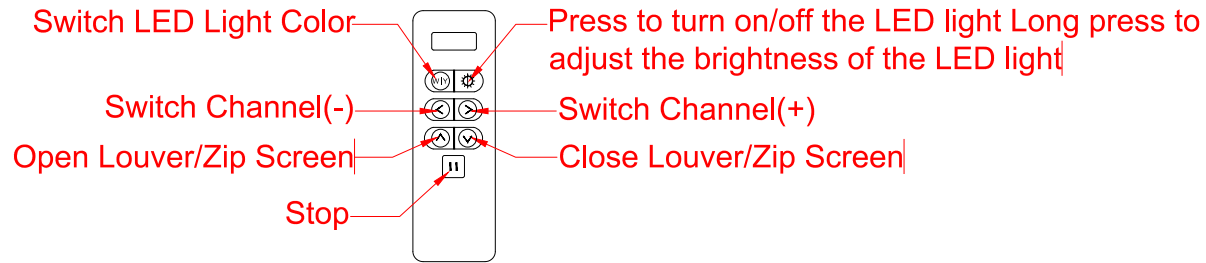 Switch LED Light Color
Press to turn on/off the LED light Long press to
adjust the brightness of the LED light
W Y
Switch Channel(-)
Switch Channel(+)
Open Louver/Zip Screen
Close Louver/Zip Screen
Stop